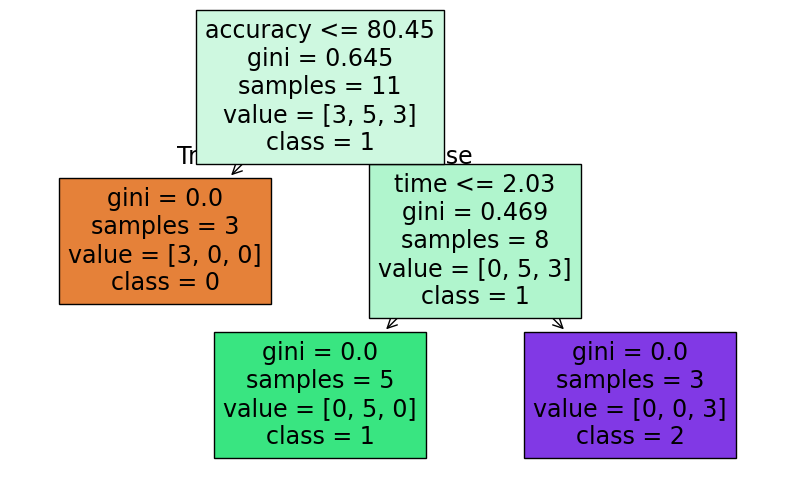 accuracy <= 80.45
gini = 0.645
samples = 11
value = [3, 5, 3]
class = 1
gini = 0.0
samples = 3
value = [3, 0, 0]
class = 0
time <= 2.03
gini = 0.469
samples = 8
value = [0, 5, 3]
class = 1
gini = 0.0
samples = 5
value = [0, 5, 0]
class = 1
gini = 0.0
samples = 3
value = [0, 0, 3]
class = 2